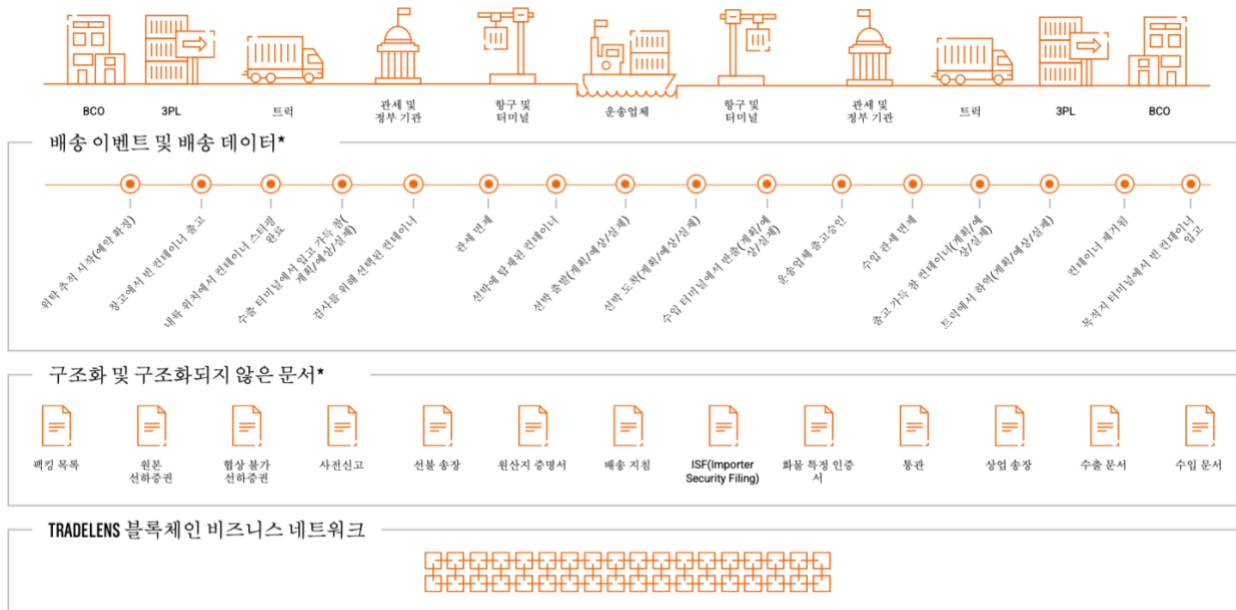 BCO
3PL
트럭
관세 및
정부 기관
항구 및
터미널
운송업체
항구 및
터미널
관세 및
정부 기관
트럭
3PL
BCO
배송 이벤트 및 배송 데이터*
위탁 추적 시작(예약 확정)
창고에서 빈 컨테이너 출고
내륙 위치에서 컨테이너 스터핑
완료
수출 터미널에서 입고 가득 참(
계획/예상/실제)
검사를 위해 선택된 컨테이너
관세 면제
선박에 탑재된 컨테이너
선박 출발(계획/예상/실제)
선박 도착(계획/예상/실제)
수입 터미널에서 반출(계획/예
상/실제)
운송업체 출고승인
수입 관세 면제
출고 가득 참 컨테이너(계획/예
상/실제)
트럭에서 하역(계획/예상/실제)
컨테이너 제거됨
목적지 터미널에서 빈 컨테이너
입고
구조화 및 구조화되지 않은 문서*
팩킹 목록
원본
선하증권
협상 불가
선하증권
사전신고
선불 송장
원산지 증명서
배송 지침
ISF(Importer
Security Filing)
화물 특정 인증
서
통관
상업 송장
수출 문서
수입 문서
TRADELENS 블록체인 비즈니스 네트워크